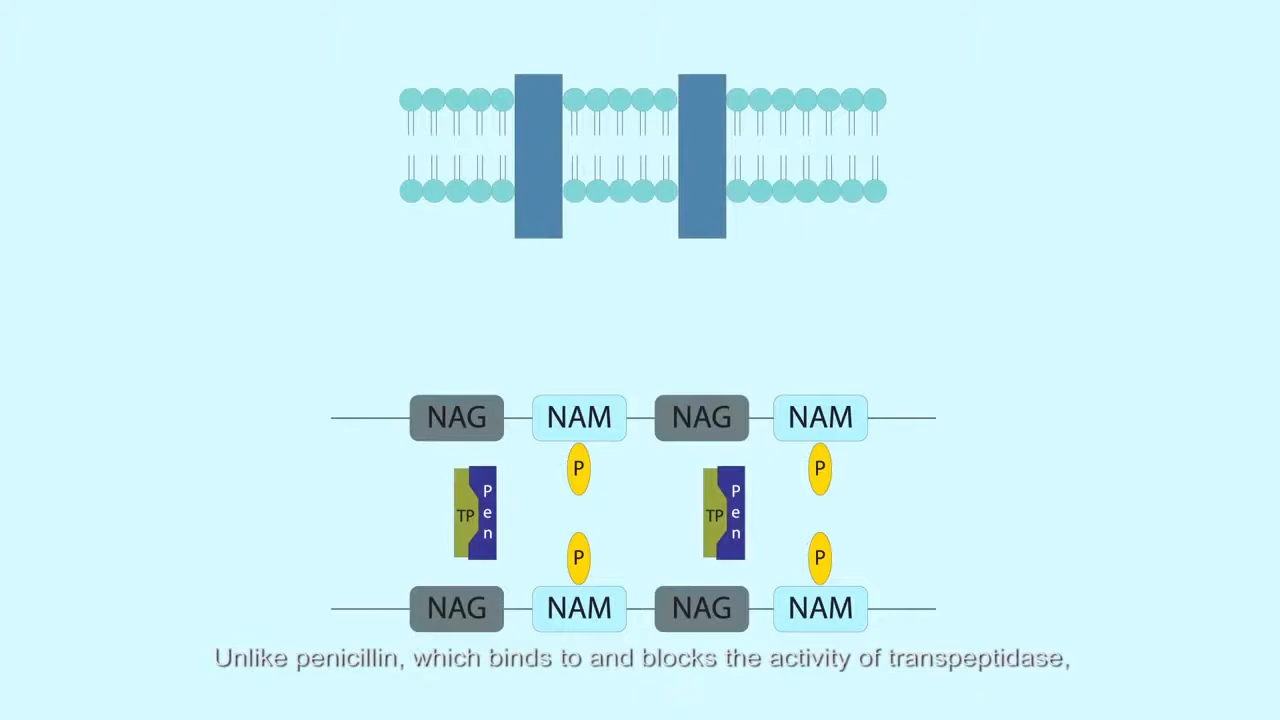 NAG NAM NAG NAM
P P
TP Pen TP Pen
P P
NAG NAM NAG NAM
Unlike penicillin, which binds to and blocks the activity of transpeptidase,